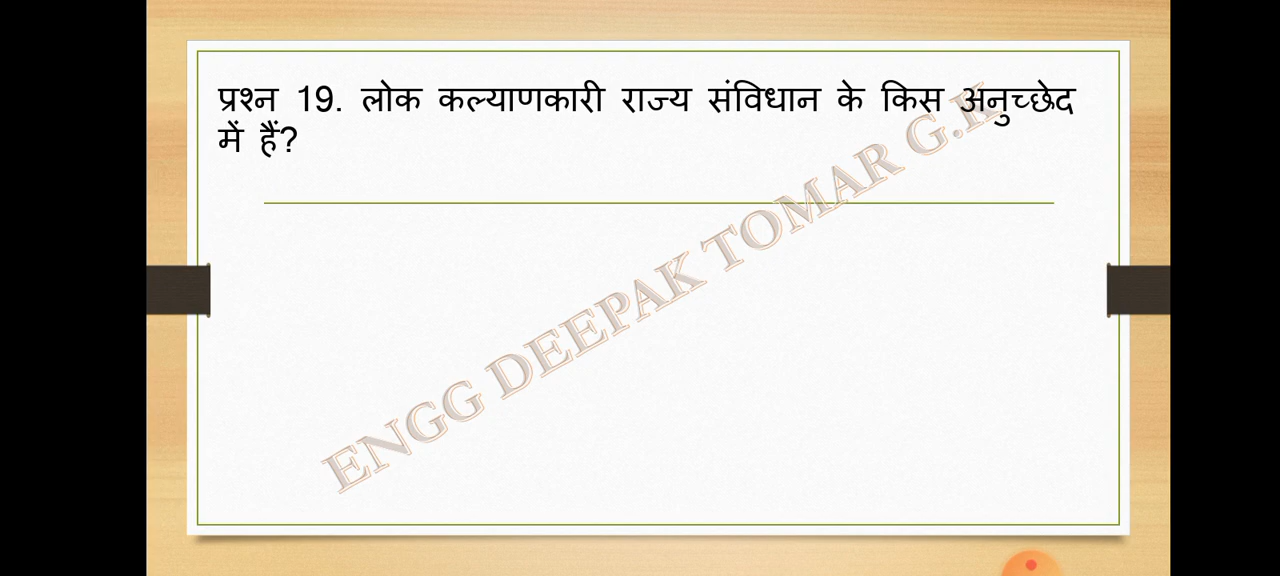 प्रश्न 19. लोक कल्याणकारी राज्य संविधान के किस अनुच्छेद
में हैं?
ENGG DEEPAK TOMAR G.K